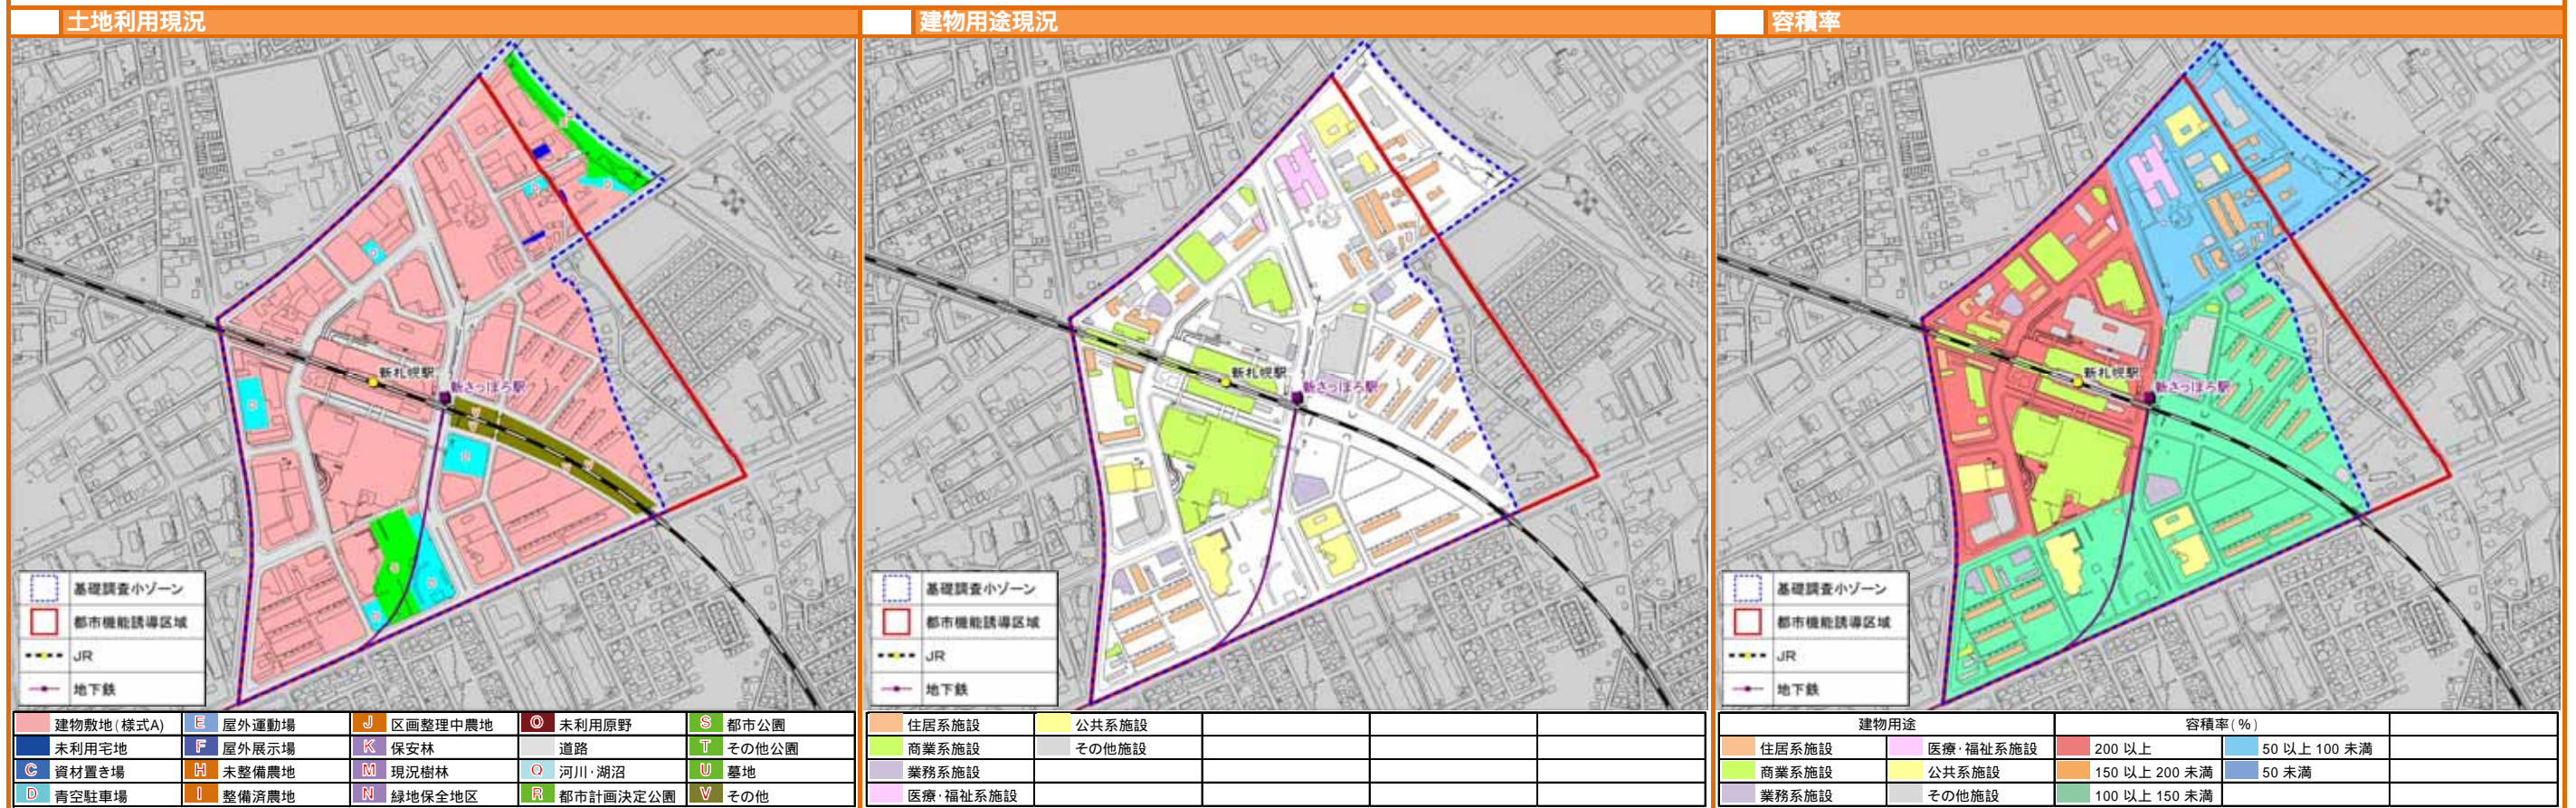 土地利用現況
新札幌駅
新さっぽろ駅
基礎調査小ゾーン
都市機能誘導区域
JR
地下鉄
建物敷地(様式A) E 屋外運動場 J 区画整理中農地 O 未利用原野 S 都市公園
未利用宅地 F 屋外展示場 K 保安林 道路 T その他公園
C 資材置き場 H 未整備農地 M 現況樹林 Q 河川・湖沼 U 墓地
D 青空駐車場 I 整備済農地 N 緑地保全地区 R 都市計画決定公園 V その他
建物用途現況
新札幌駅
新さっぽろ駅
基礎調査小ゾーン
都市機能誘導区域
JR
地下鉄
住居系施設 公共系施設
商業系施設 その他施設
業務系施設
医療・福祉系施設
容積率
新札幌駅
新さっぽろ駅
基礎調査小ゾーン
都市機能誘導区域
JR
地下鉄
建物用途 容積率(%)
住居系施設 医療・福祉系施設 200 以上 50 以上 100 未満
商業系施設 公共系施設 150 以上 200 未満 50 未満
業務系施設 その他施設 100 以上 150 未満